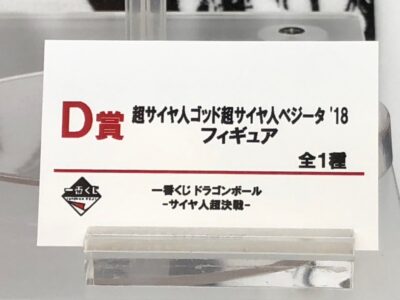 D賞
超サイヤ人ゴッド超サイヤ人ベジータ '18
フィギュア
全1種
一番くじ
一番くじ ドラゴンボール
-サイヤ人超決戦-